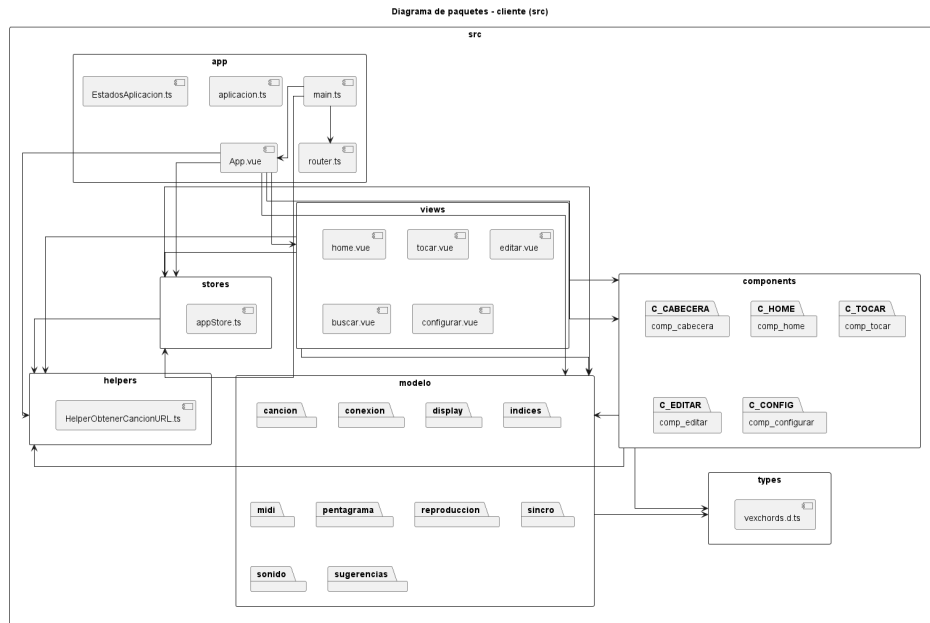 Diagrama de paquetes - cliente (src)
src
app
EstadosAplicacion.ts
aplicacion.ts
main.ts
App.vue
router.ts
views
home.vue
tocar.vue
editar.vue
buscar.vue
configurar.vue
stores
appStore.ts
components
C_CABECERA
comp_cabecera
C_HOME
comp_home
C_TOCAR
comp_tocar
C_EDITAR
comp_editar
C_CONFIG
comp_configurar
helpers
HelperObtenerCancionURL.ts
modelo
cancion
conexion
display
indices
midi
pentagrama
reproduccion
sincro
sonido
sugerencias
types
vexchords.d.ts